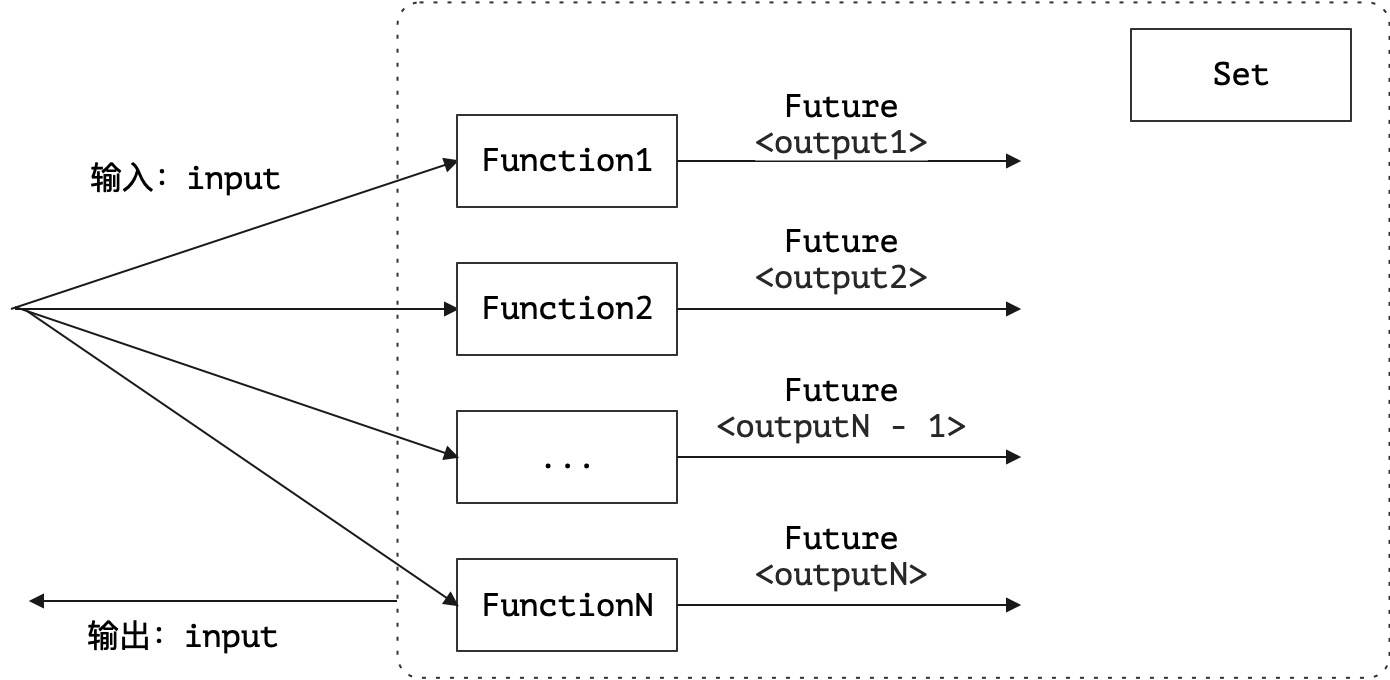 Set
Future
<output1>
Function1
输入：input
Future
<output2>
Function2
Future
<outputN - 1>
...
Future
<outputN>
FunctionN
输出：input